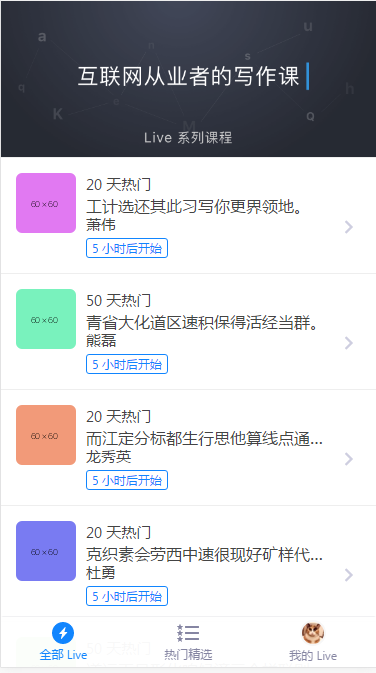 a
u
n
s
q
h
互联网从业者的写作课
o
K
Q
M
Live 系列课程
60×60
20 天热门
工计选还其此习写你更界领地。
萧伟
5 小时后开始
60×60
50 天热门
青省大化道区速积保得活经当群。
熊磊
5 小时后开始
60×60
20 天热门
而江定分标都生行思他算线点通...
龙秀英
5 小时后开始
60×60
20 天热门
克织素会劳西中速很现好矿样代...
杜勇
5 小时后开始
50 天热门
全部 Live
热门精选
我的 Live